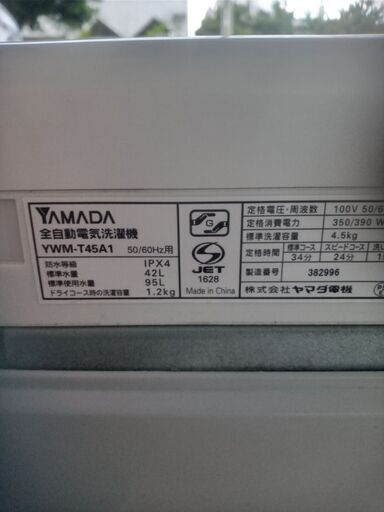 YAMADA
全自動電気洗濯機
YWM-T45A1 50/60Hz用
防水等級 IPX4
標準水量 42L
標準使用水量 95L
ドライコース時の洗濯容量 1.2kg
S G
JET
1628
Made in China
定格電圧・周波数 100V 50/6
定格消費電力 350/390 W
標準洗濯容量 4.5kg
定格時間 標準コース スピードコース 洗い
34分 24分 1
製造番号 382996
株式会社ヤマダ電機